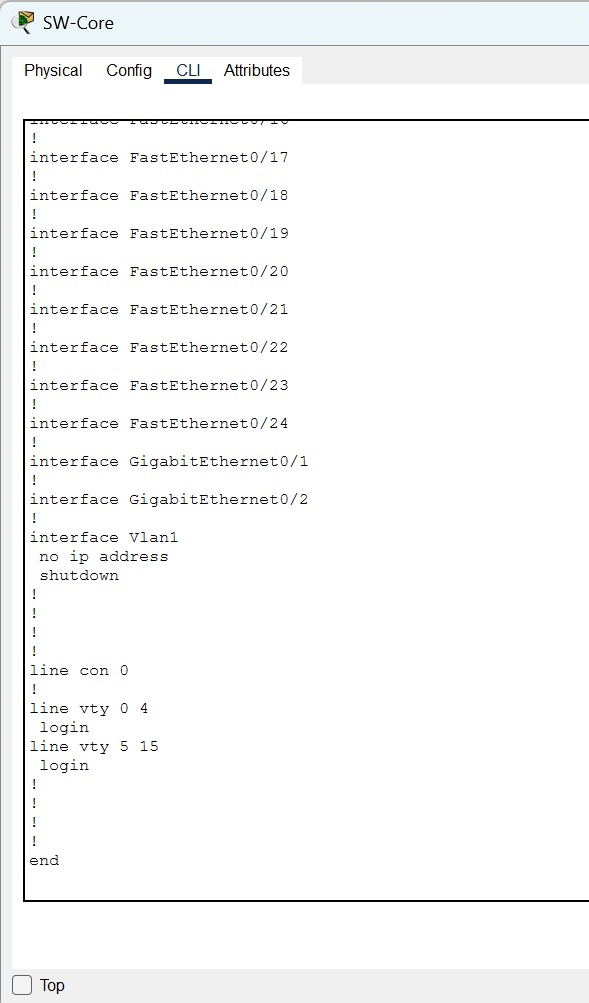 SW-Core
Physical Config CLI Attributes
interface FastEthernet0/16
!
interface FastEthernet0/17
!
interface FastEthernet0/18
!
interface FastEthernet0/19
!
interface FastEthernet0/20
!
interface FastEthernet0/21
!
interface FastEthernet0/22
!
interface FastEthernet0/23
!
interface FastEthernet0/24
!
interface GigabitEthernet0/1
!
interface GigabitEthernet0/2
!
interface Vlan1
 no ip address
 shutdown
!
!
!
!
line con 0
!
line vty 0 4
 login
line vty 5 15
 login
!
!
!
!
end
Top